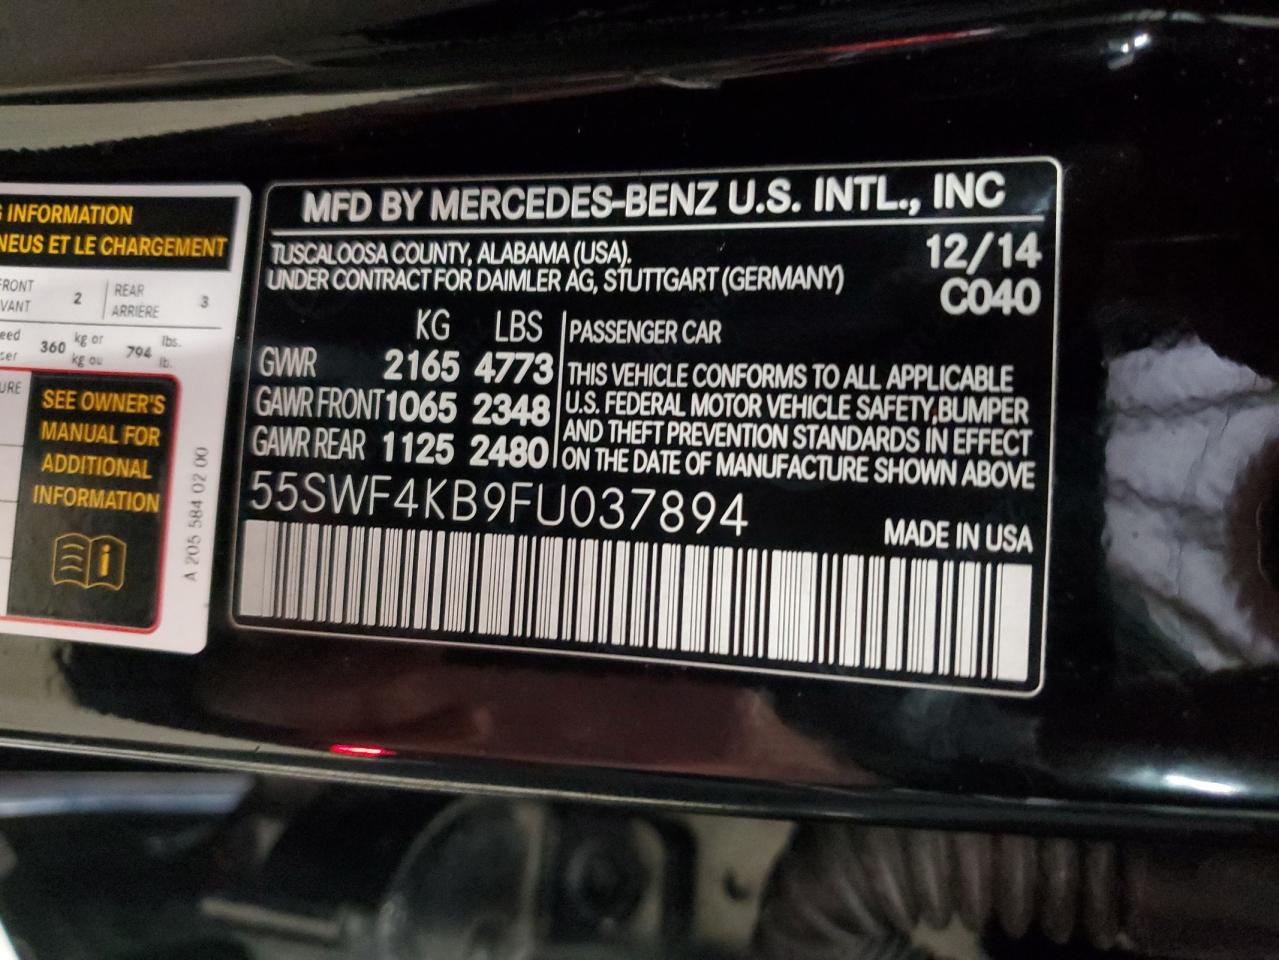 INFORMATION
NEUS ET LE CHARGEMENT
FRONT
VANT
2
REAR
ARRIÈRE
3
360
kg or
kg ou
794
lbs.
lb.
SEE OWNER'S
MANUAL FOR
ADDITIONAL
INFORMATION
i
A 205 584 02 00
MFD BY MERCEDES-BENZ U.S. INTL., INC
TUSCALOOSA COUNTY, ALABAMA (USA).
UNDER CONTRACT FOR DAIMLER AG, STUTTGART (GERMANY)
12/14
C040
KG LBS
GVWR 2165 4773
GAWR FRONT 1065 2348
GAWR REAR 1125 2480
PASSENGER CAR
THIS VEHICLE CONFORMS TO ALL APPLICABLE
U.S. FEDERAL MOTOR VEHICLE SAFETY,BUMPER
AND THEFT PREVENTION STANDARDS IN EFFECT
ON THE DATE OF MANUFACTURE SHOWN ABOVE
55SWF4KB9FU037894
MADE IN USA